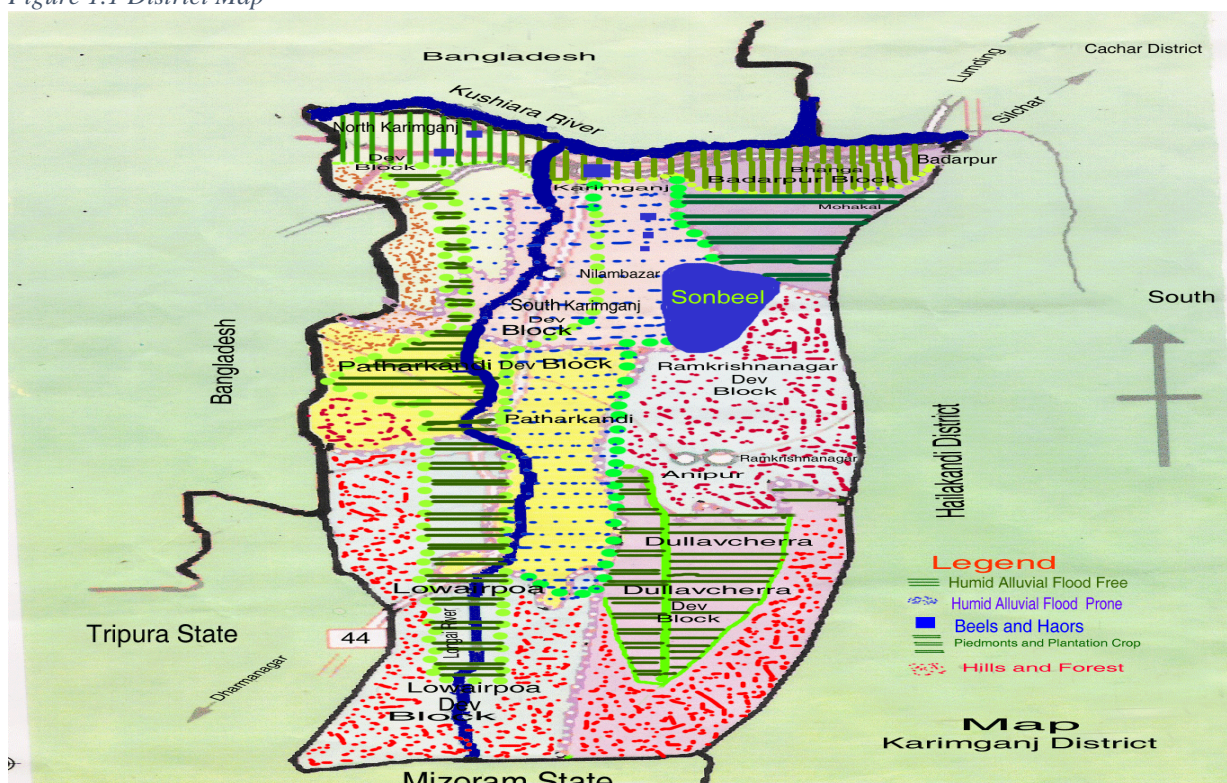 Figure 1.1 District Map
Bangladesh
Cachar District
Lumding
Silchar
Kushiara River
North Karimganj
Dev
Block
Badarpur
Bhanga
Badarpur Block
Karimganj
Mohakal
Nilambazar
Sonbeel
South
South Karimganj
Dev
Block
Bangladesh
Patharkandi Dev Block
Ramkrishnanagar
Dev
Block
Patharkandi
Ramkrishnanagar
Anipur
Hailakandi District
Dullavcherra
Legend
Humid Alluvial Flood Free
Humid Alluvial Flood Prone
Beels and Haors
Piedmonts and Plantation Crop
Hills and Forest
Lowairpoa
Dullavcherra
Dev
Block
Longai River
Tripura State
44
Dharmanagar
Lowairpoa
Dev
Block
Map
Karimganj District
Mizoram State